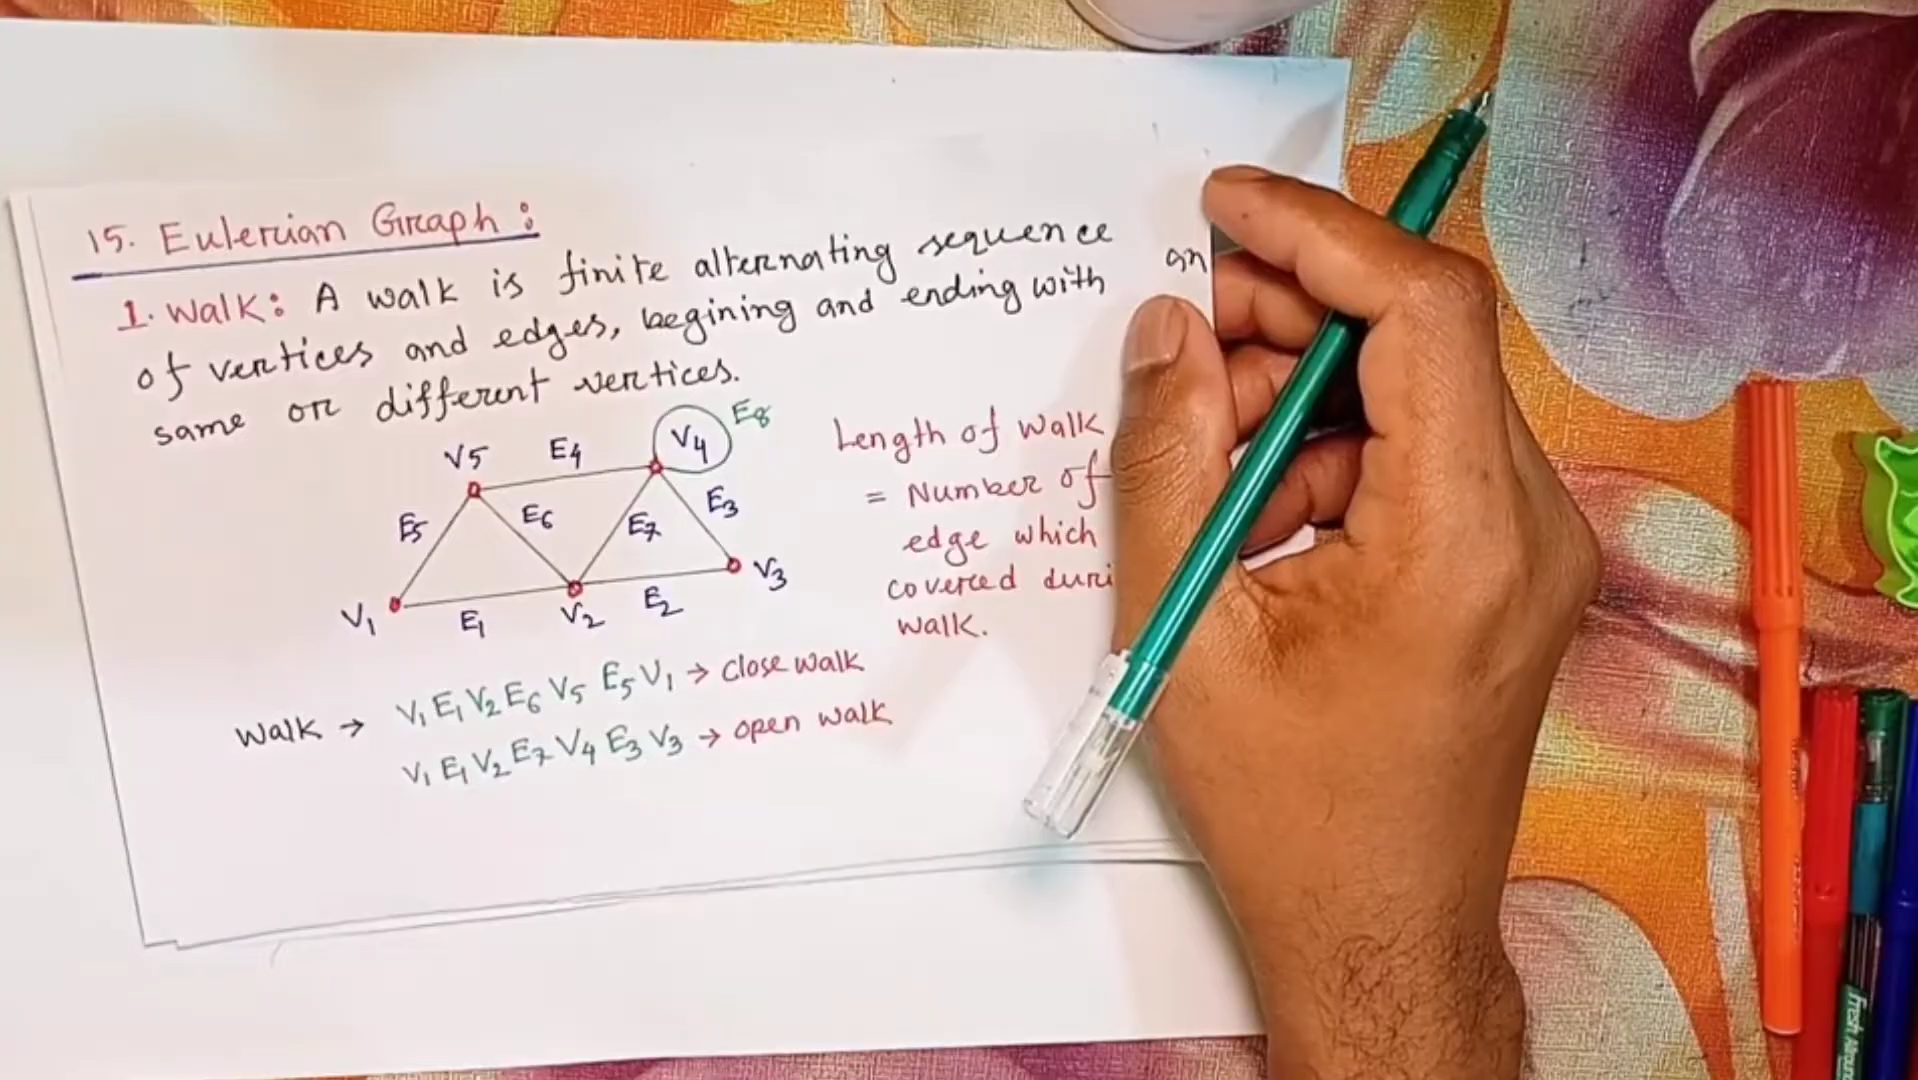 15. Eulerian Graph:
1. Walk: A walk is finite alternating sequence
of vertices and edges, begining and ending with
same or different vertices.
V5 E4 V4 E8
E5 E6 E7 E3
V1 E1 V2 E2 V3
Length of walk
= Number of
edge which
covered duri
walk.
Walk → V1 E1 V2 E6 V5 E5 V1 → close walk
V1 E1 V2 E7 V4 E3 V3 → open walk